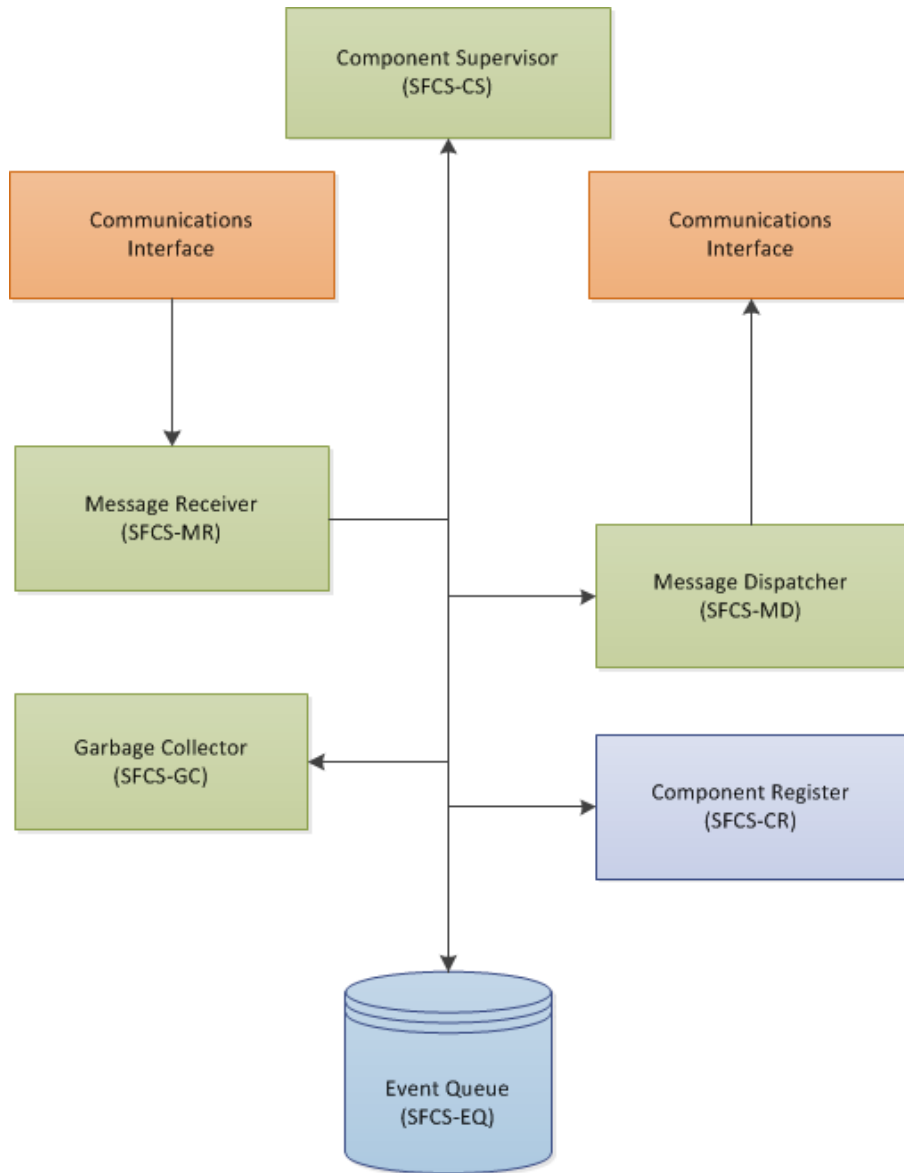 Component Supervisor
(SFCS-CS)
Communications
Interface
Communications
Interface
Message Receiver
(SFCS-MR)
Message Dispatcher
(SFCS-MD)
Garbage Collector
(SFCS-GC)
Component Register
(SFCS-CR)
Event Queue
(SFCS-EQ)